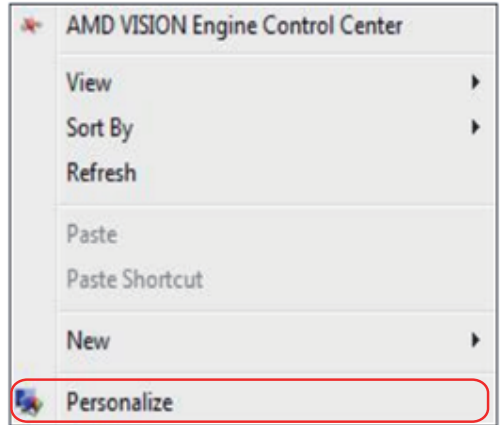 AMD VISION Engine Control Center
View
Sort By
Refresh
Paste
Paste Shortcut
New
Personalize